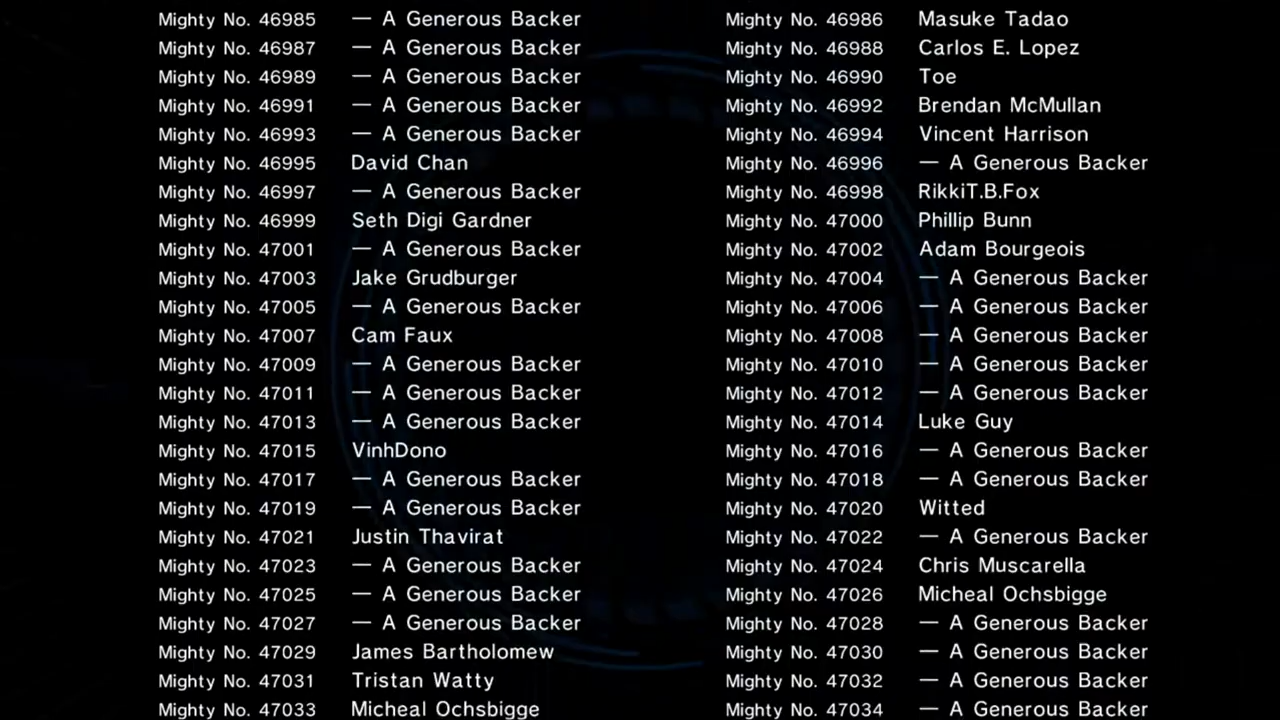 Mighty No. 46985 — A Generous Backer Mighty No. 46986 Masuke Tadao
Mighty No. 46987 — A Generous Backer Mighty No. 46988 Carlos E. Lopez
Mighty No. 46989 — A Generous Backer Mighty No. 46990 Toe
Mighty No. 46991 — A Generous Backer Mighty No. 46992 Brendan McMullan
Mighty No. 46993 — A Generous Backer Mighty No. 46994 Vincent Harrison
Mighty No. 46995 David Chan Mighty No. 46996 — A Generous Backer
Mighty No. 46997 — A Generous Backer Mighty No. 46998 RikkiT.B.Fox
Mighty No. 46999 Seth Digi Gardner Mighty No. 47000 Phillip Bunn
Mighty No. 47001 — A Generous Backer Mighty No. 47002 Adam Bourgeois
Mighty No. 47003 Jake Grudburger Mighty No. 47004 — A Generous Backer
Mighty No. 47005 — A Generous Backer Mighty No. 47006 — A Generous Backer
Mighty No. 47007 Cam Faux Mighty No. 47008 — A Generous Backer
Mighty No. 47009 — A Generous Backer Mighty No. 47010 — A Generous Backer
Mighty No. 47011 — A Generous Backer Mighty No. 47012 — A Generous Backer
Mighty No. 47013 — A Generous Backer Mighty No. 47014 Luke Guy
Mighty No. 47015 VinhDono Mighty No. 47016 — A Generous Backer
Mighty No. 47017 — A Generous Backer Mighty No. 47018 — A Generous Backer
Mighty No. 47019 — A Generous Backer Mighty No. 47020 Witted
Mighty No. 47021 Justin Thavirat Mighty No. 47022 — A Generous Backer
Mighty No. 47023 — A Generous Backer Mighty No. 47024 Chris Muscarella
Mighty No. 47025 — A Generous Backer Mighty No. 47026 Micheal Ochsbigge
Mighty No. 47027 — A Generous Backer Mighty No. 47028 — A Generous Backer
Mighty No. 47029 James Bartholomew Mighty No. 47030 — A Generous Backer
Mighty No. 47031 Tristan Watty Mighty No. 47032 — A Generous Backer
Mighty No. 47033 Micheal Ochsbigge Mighty No. 47034 — A Generous Backer